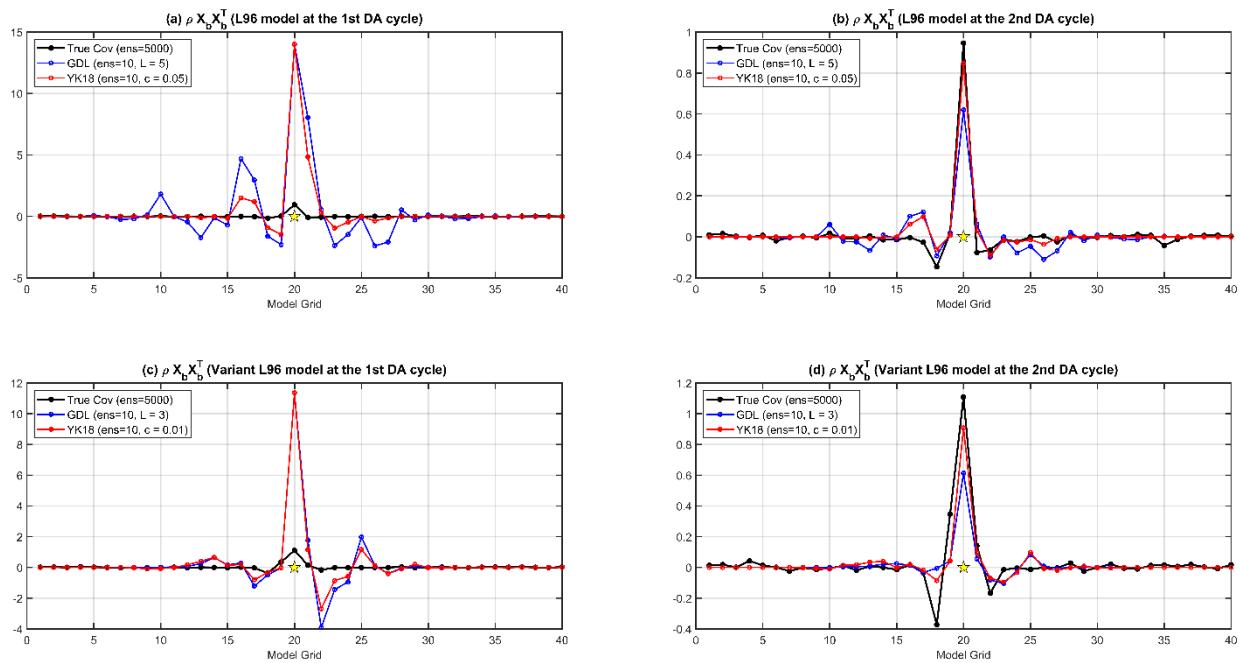 (a) ρ X_b X_b^T (L96 model at the 1st DA cycle)
True Cov (ens=5000)
GDL (ens=10, L = 5)
YK18 (ens=10, c = 0.05)
15
10
5
0
-5
0 5 10 15 20 25 30 35 40
Model Grid
(b) ρ X_b X_b^T (L96 model at the 2nd DA cycle)
True Cov (ens=5000)
GDL (ens=10, L = 5)
YK18 (ens=10, c = 0.05)
1
0.8
0.6
0.4
0.2
0
-0.2
0 5 10 15 20 25 30 35 40
Model Grid
(c) ρ X_b X_b^T (Variant L96 model at the 1st DA cycle)
True Cov (ens=5000)
GDL (ens=10, L = 3)
YK18 (ens=10, c = 0.01)
12
10
8
6
4
2
0
-2
-4
0 5 10 15 20 25 30 35 40
Model Grid
(d) ρ X_b X_b^T (Variant L96 model at the 2nd DA cycle)
True Cov (ens=5000)
GDL (ens=10, L = 3)
YK18 (ens=10, c = 0.01)
1.2
1
0.8
0.6
0.4
0.2
0
-0.2
-0.4
0 5 10 15 20 25 30 35 40
Model Grid